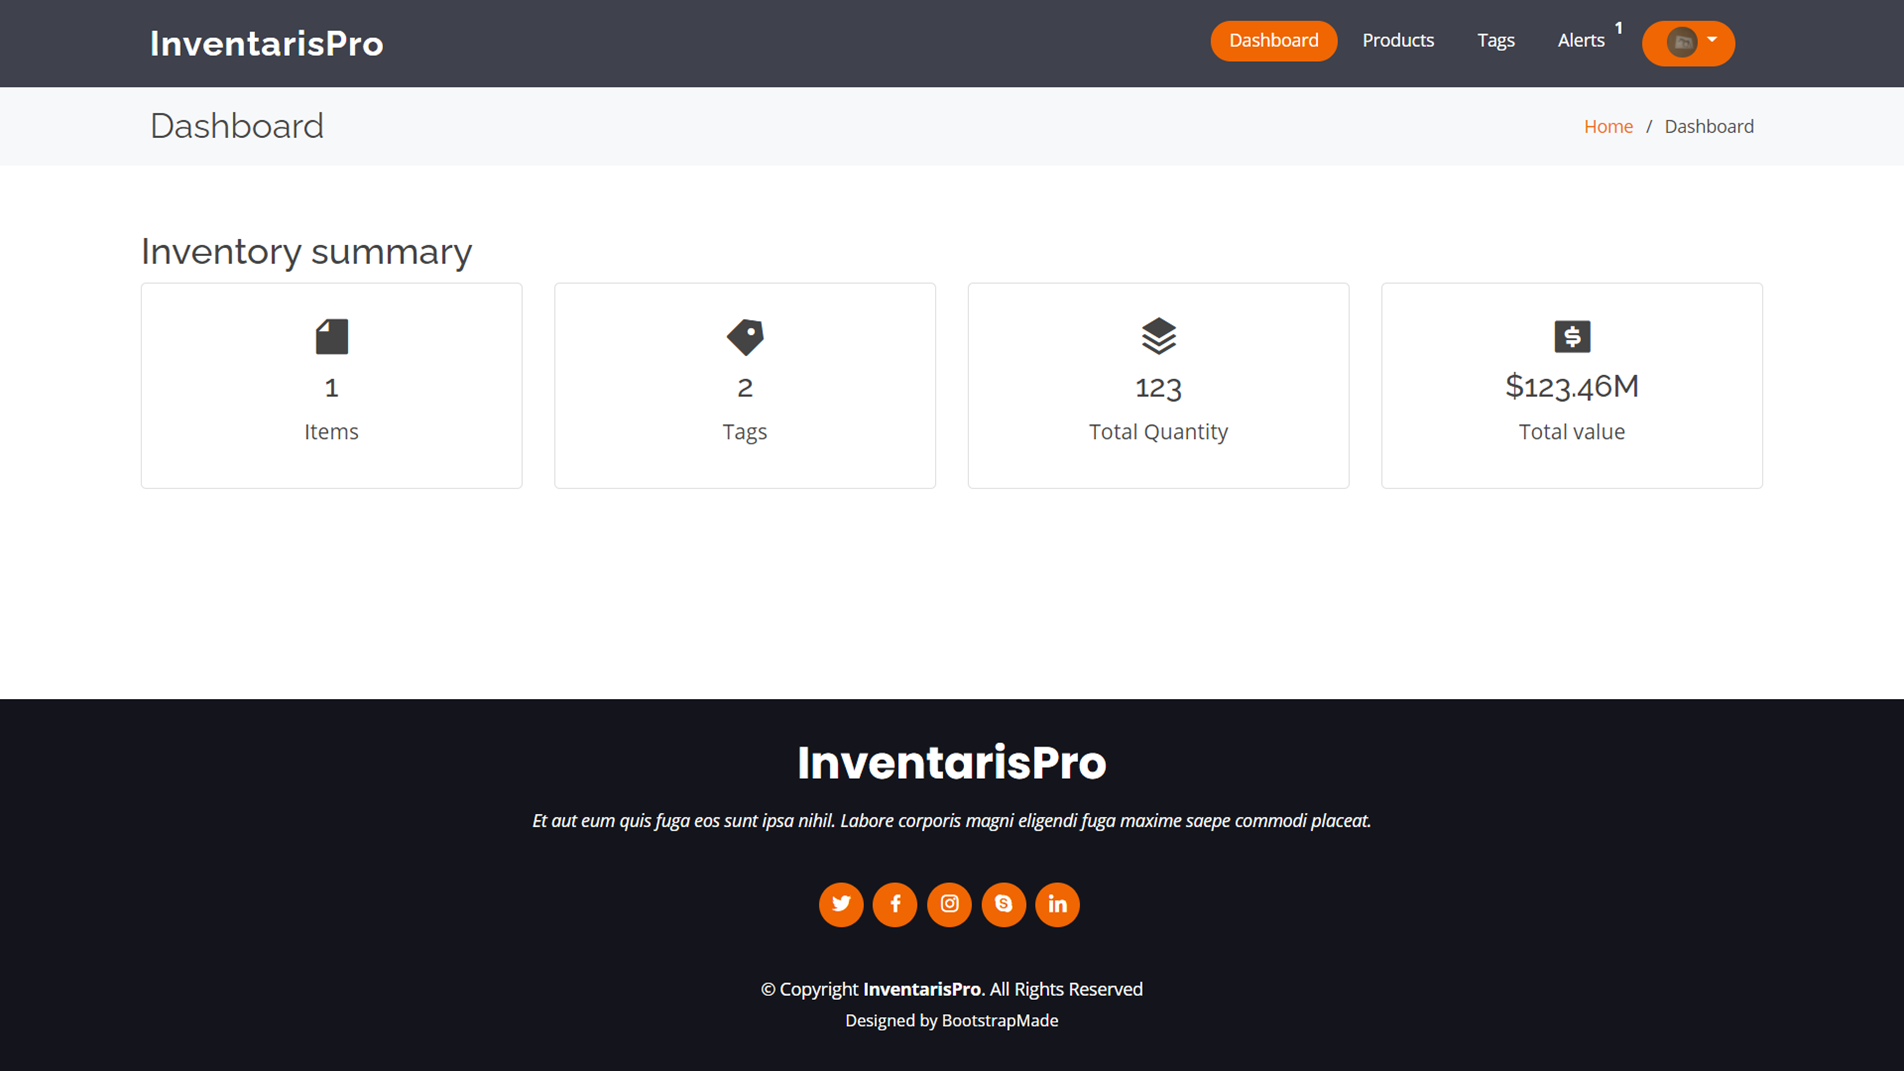 InventarisPro
Dashboard Products Tags Alerts 1
Dashboard
Home / Dashboard
Inventory summary
1
Items
2
Tags
123
Total Quantity
$123.46M
Total value
InventarisPro
Et aut eum quis fuga eos sunt ipsa nihil. Labore corporis magni eligendi fuga maxime saepe commodi placeat.
© Copyright InventarisPro. All Rights Reserved
Designed by BootstrapMade